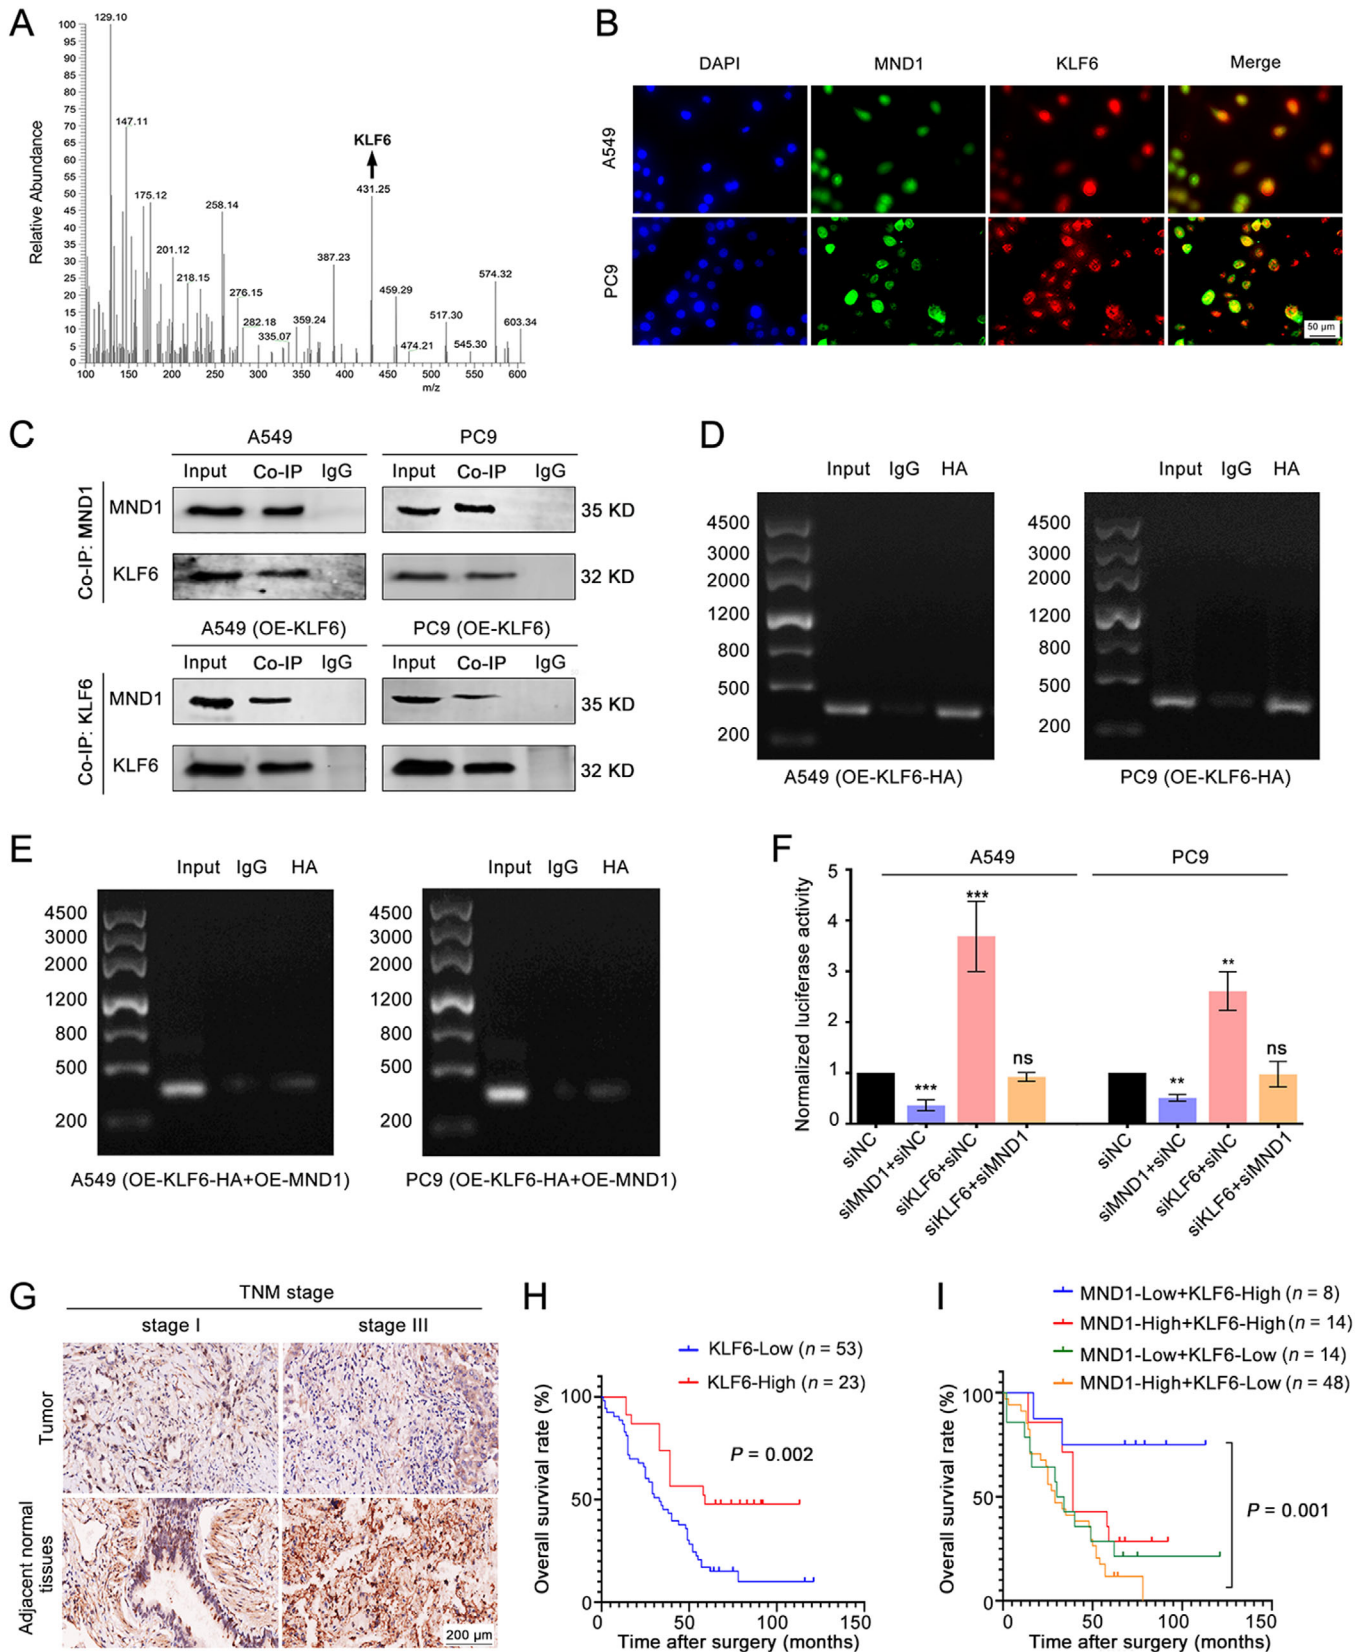 A
129.10
147.11
175.12
201.12
218.15
258.14
276.15
282.18
335.07
359.24
387.23
KLF6
431.25
459.29
474.21
517.30
545.30
574.32
603.34
Relative Abundance
100
95
90
85
80
75
70
65
60
55
50
45
40
35
30
25
20
15
10
5
0
100 150 200 250 300 350 400 450 500 550 600
m/z
B
DAPI MND1 KLF6 Merge
A549
PC9
50 µm
C
A549 PC9
Input Co-IP IgG Input Co-IP IgG
Co-IP: MND1
MND1 35 KD
KLF6 32 KD
A549 (OE-KLF6) PC9 (OE-KLF6)
Input Co-IP IgG Input Co-IP IgG
Co-IP: KLF6
MND1 35 KD
KLF6 32 KD
D
Input IgG HA Input IgG HA
4500 4500
3000 3000
2000 2000
1200 1200
800 800
500 500
200 200
A549 (OE-KLF6-HA) PC9 (OE-KLF6-HA)
E
Input IgG HA Input IgG HA
4500 4500
3000 3000
2000 2000
1200 1200
800 800
500 500
200 200
A549 (OE-KLF6-HA+OE-MND1) PC9 (OE-KLF6-HA+OE-MND1)
F
A549 PC9
Normalized luciferase activity
5
4
3
2
1
0
*** *** ns ** ** ns
siNC siMND1+siNC siKLF6+siNC siKLF6+siMND1 siNC siMND1+siNC siKLF6+siNC siKLF6+siMND1
G
TNM stage
stage I stage III
Tumor
Adjacent normal
tissues
200 µm
H
KLF6-Low (n = 53)
KLF6-High (n = 23)
P = 0.002
Overall survival rate (%)
100
50
0
0 50 100 150
Time after surgery (months)
I
MND1-Low+KLF6-High (n = 8)
MND1-High+KLF6-High (n = 14)
MND1-Low+KLF6-Low (n = 14)
MND1-High+KLF6-Low (n = 48)
P = 0.001
Overall survival rate (%)
100
50
0
0 50 100 150
Time after surgery (months)